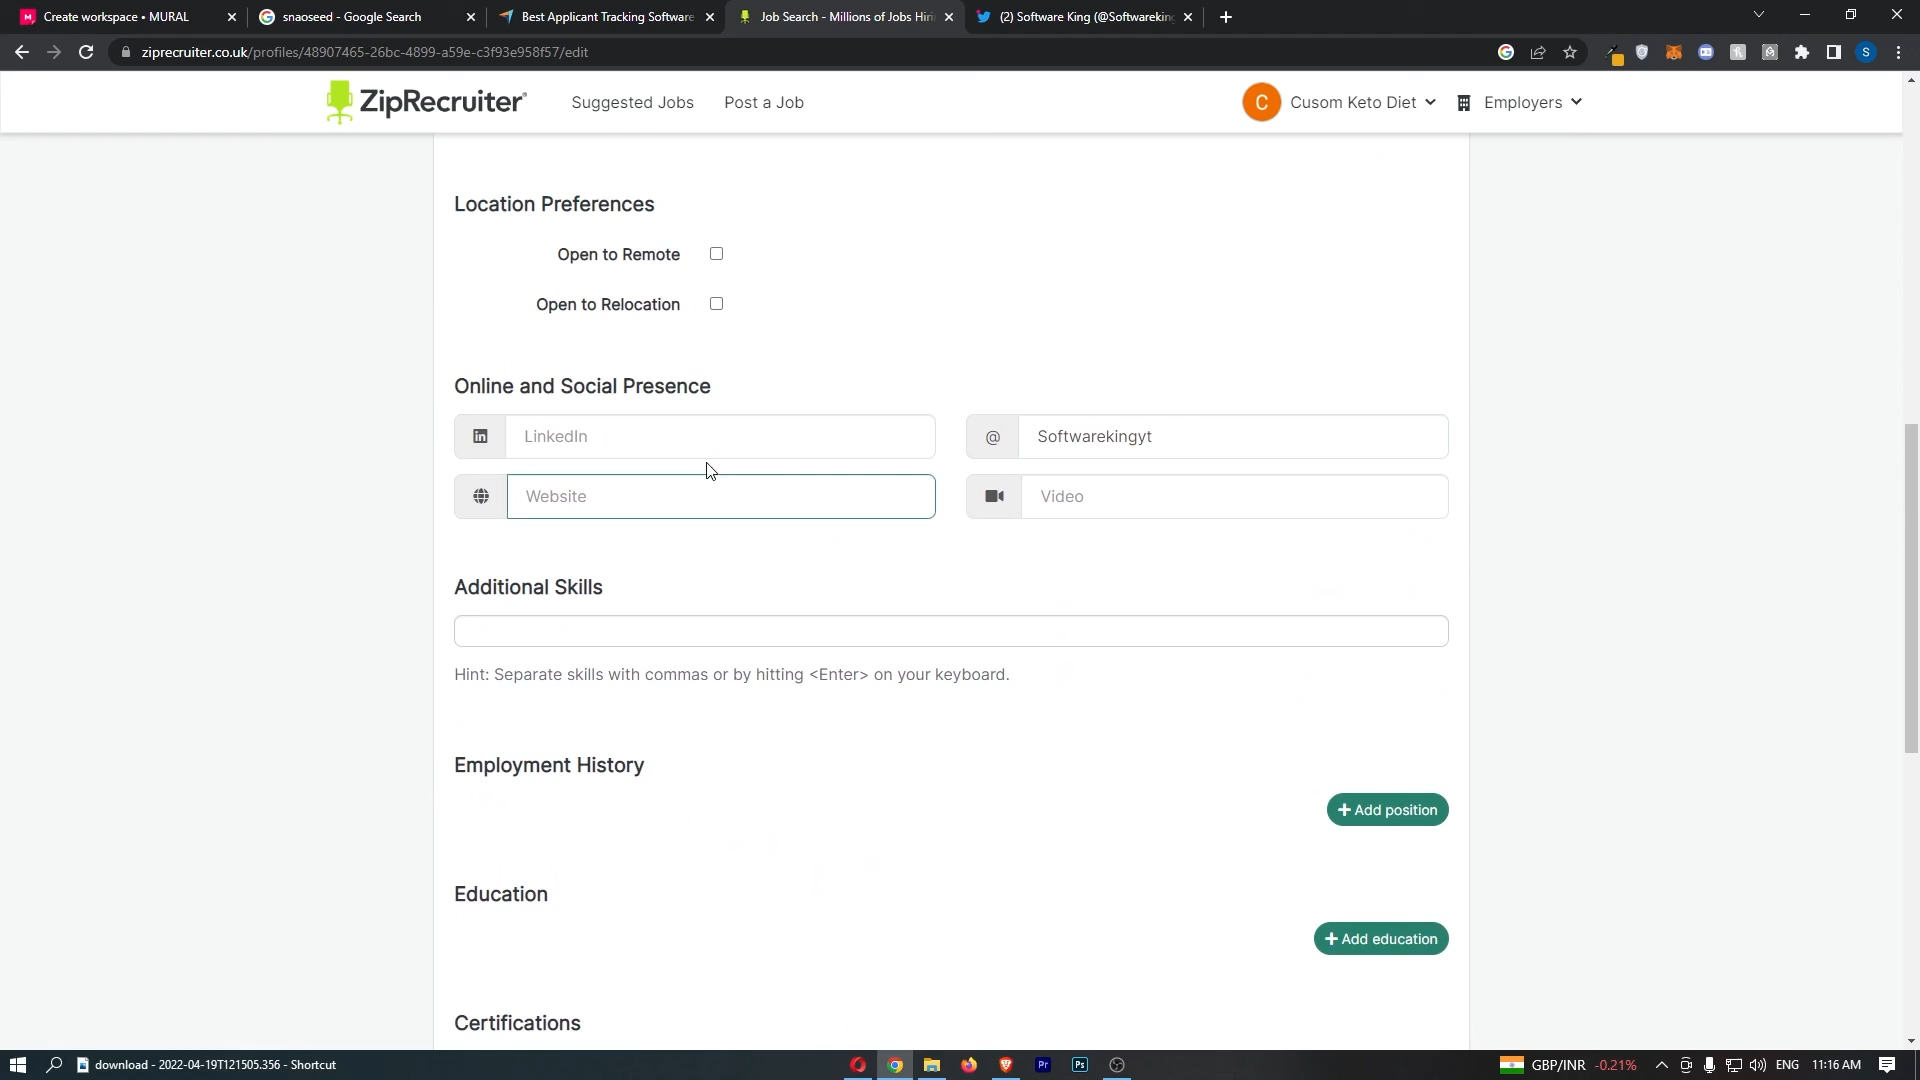 Create workspace • MURAL
snaoseed - Google Search
Best Applicant Tracking Software
Job Search - Millions of Jobs Hiri
(2) Software King (@Softwarekin
ziprecruiter.co.uk/profiles/48907465-26bc-4899-a59e-c3f93e958f57/edit
S
ZipRecruiter
Suggested Jobs
Post a Job
C
Cusom Keto Diet
Employers
Location Preferences
Open to Remote
Open to Relocation
Online and Social Presence
LinkedIn
@
Softwarekingyt
Website
Video
Additional Skills
Hint: Separate skills with commas or by hitting <Enter> on your keyboard.
Employment History
+ Add position
Education
+ Add education
Certifications
download - 2022-04-19T121505.356 - Shortcut
Pr
Ps
GBP/INR -0.21%
ENG
11:16 AM